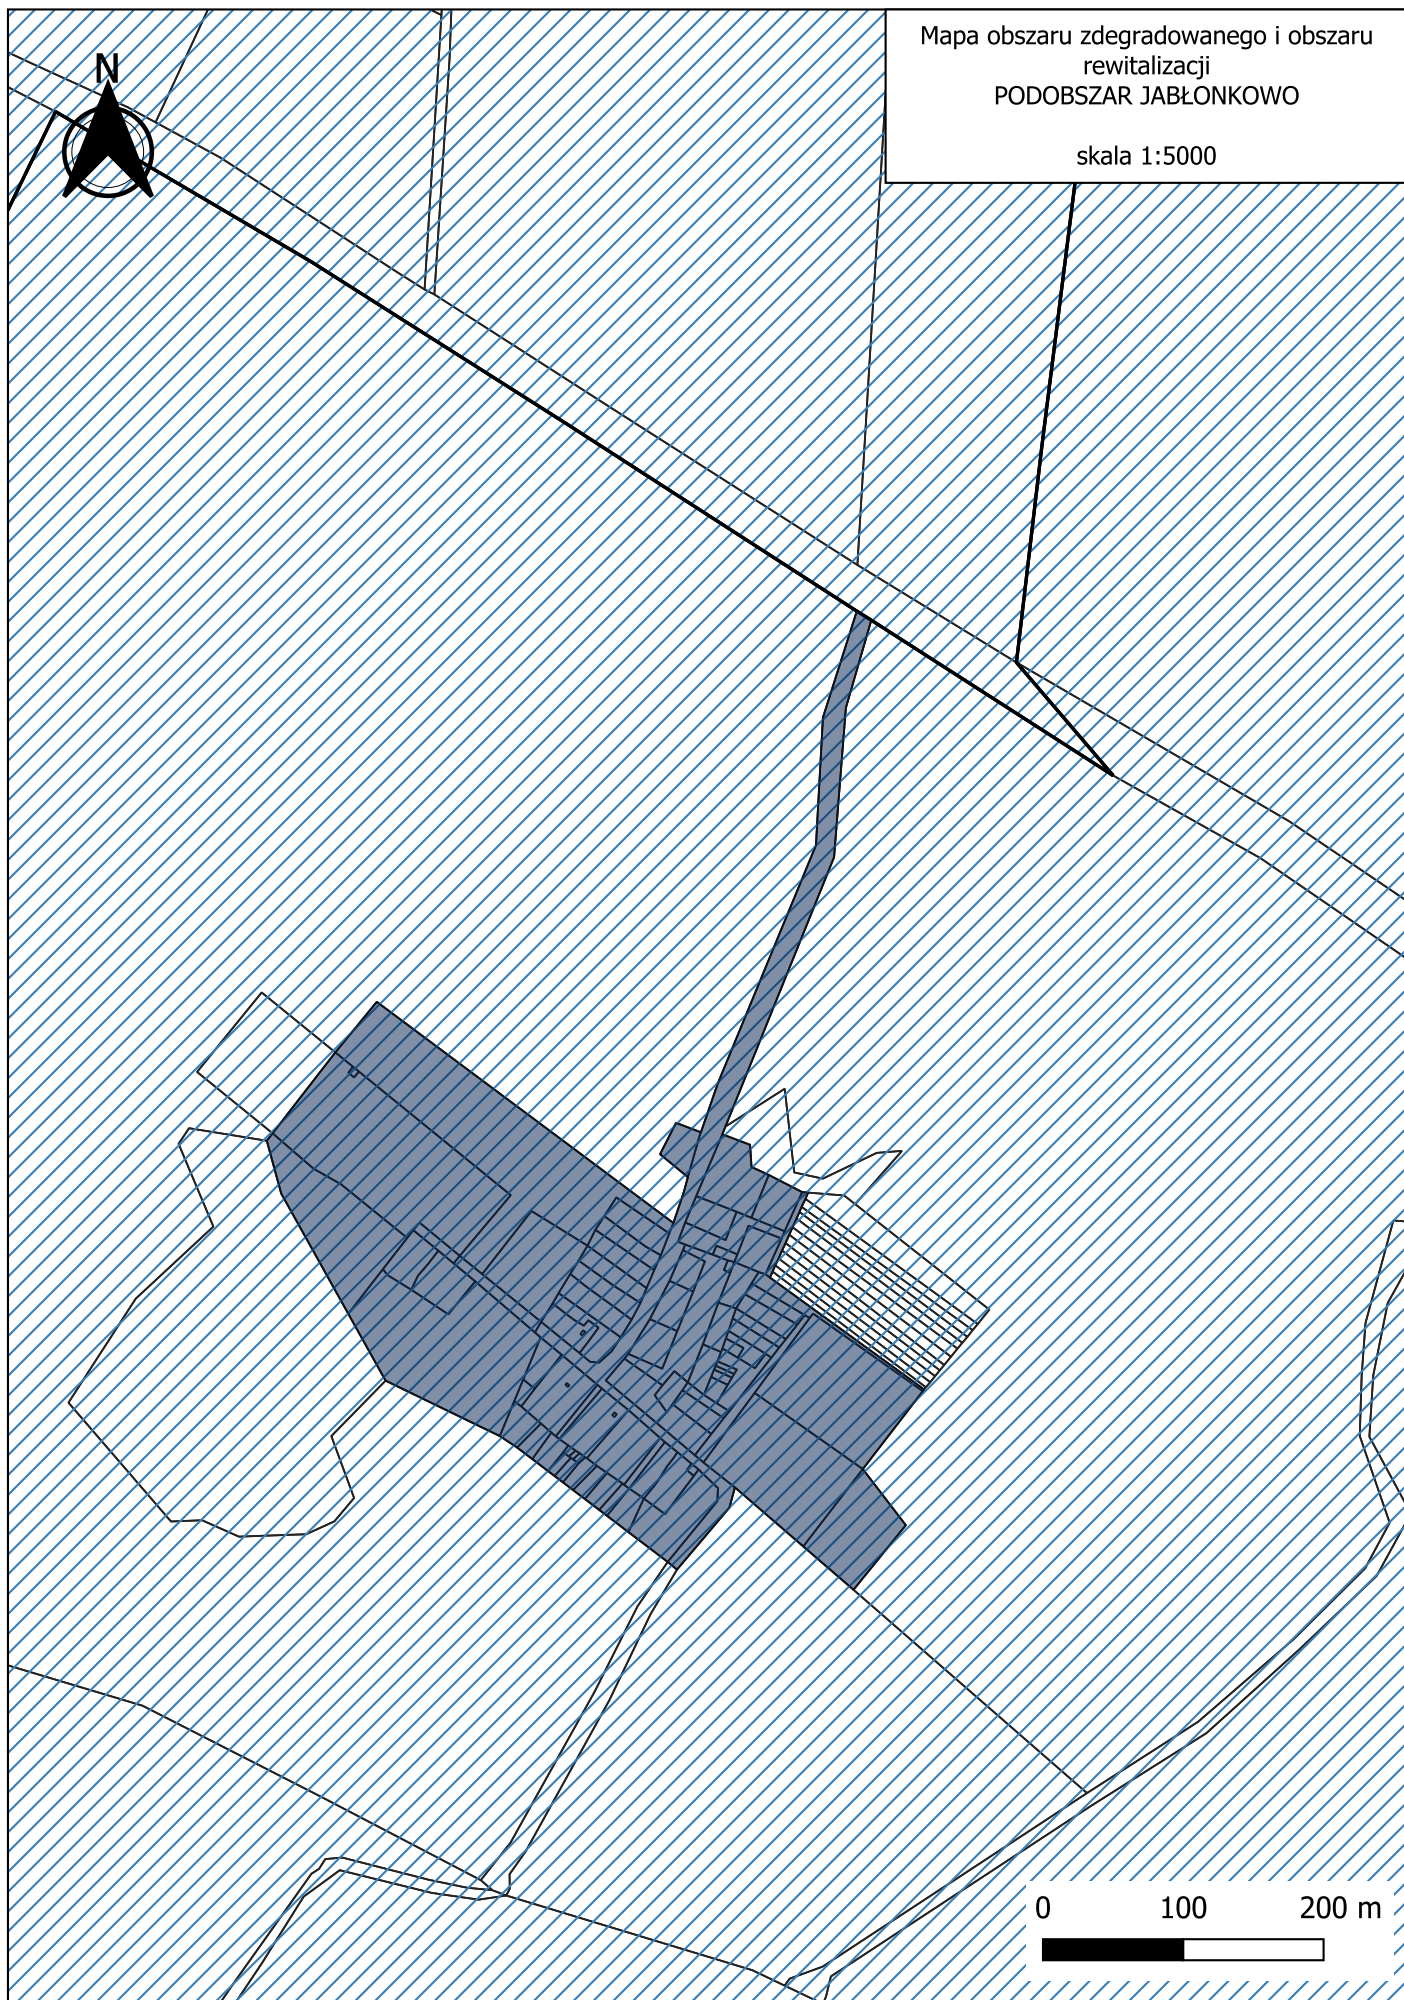 Mapa obszaru zdegradowanego i obszaru
rewitalizacji
PODOBSZAR JABŁONKOWO
skala 1:5000
N
0 100 200 m